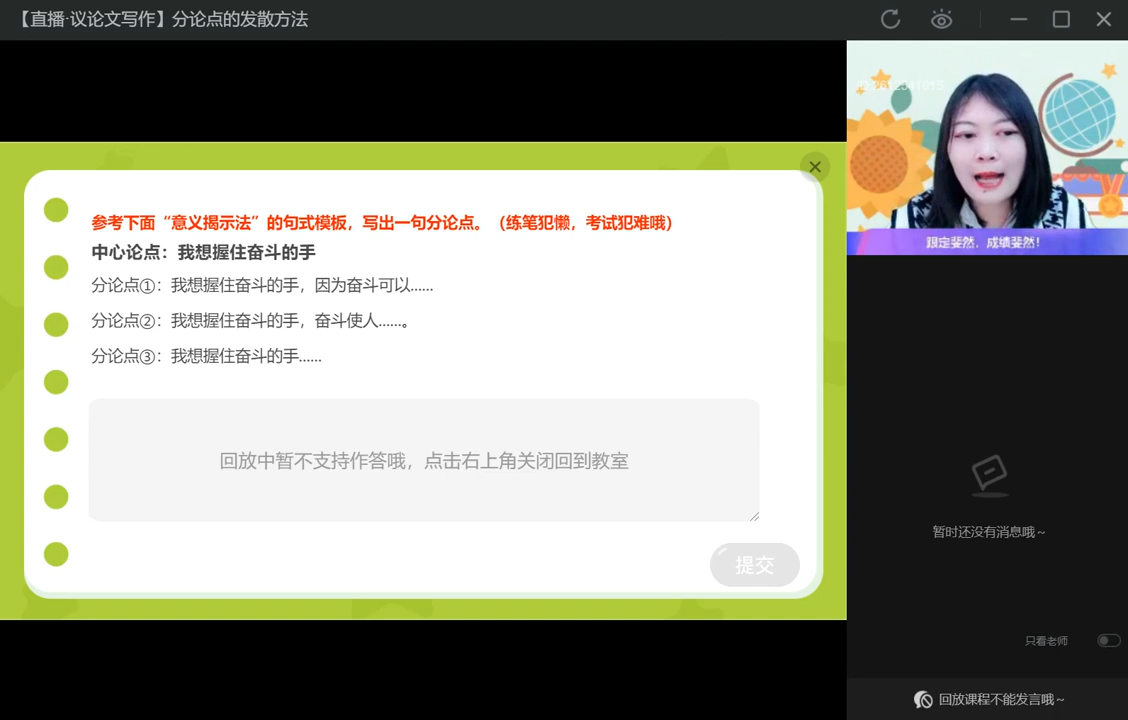 【直播·议论文写作】分论点的发散方法
参考下面“意义揭示法”的句式模板，写出一句分论点。（练笔犯懒，考试犯难哦）
中心论点：我想握住奋斗的手
分论点①：我想握住奋斗的手，因为奋斗可以......
分论点②：我想握住奋斗的手，奋斗使人......。
分论点③：我想握住奋斗的手......
回放中暂不支持作答哦，点击右上角关闭回到教室
提交
跟定斐然，成绩斐然！
暂时还没有消息哦～
只看老师
回放课程不能发言哦～